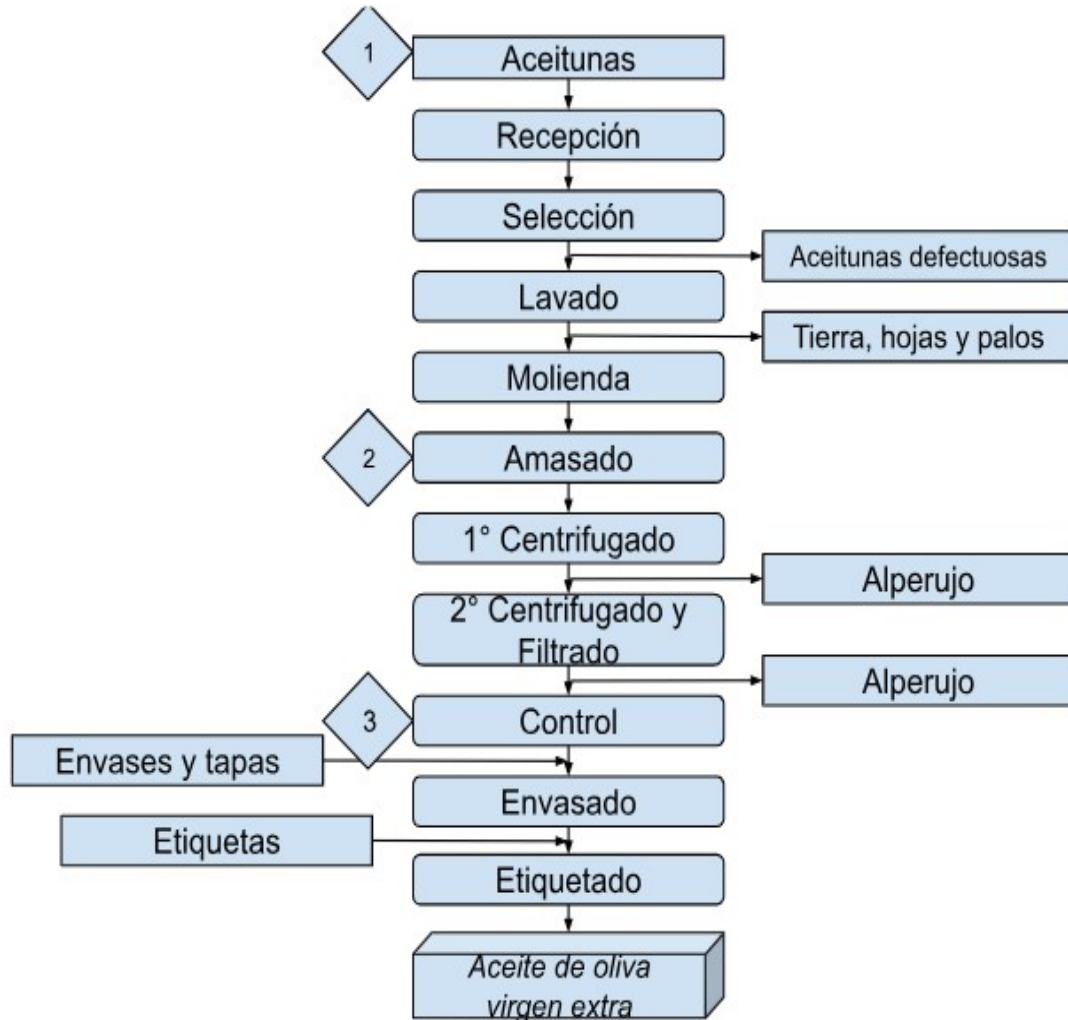 1
Aceitunas
Recepción
Selección
Aceitunas defectuosas
Lavado
Tierra, hojas y palos
Molienda
2
Amasado
1° Centrifugado
Alperujo
2° Centrifugado y
Filtrado
Alperujo
3
Control
Envases y tapas
Envasado
Etiquetas
Etiquetado
Aceite de oliva
virgen extra